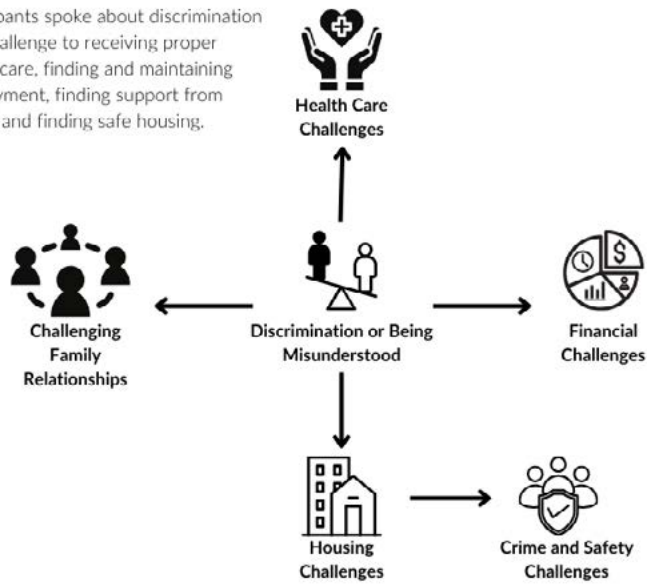 pants spoke about discrimination
allenge to receiving proper
care, finding and maintaining
yment, finding support from
and finding safe housing.
Health Care
Challenges
Challenging
Family
Relationships
Discrimination or Being
Misunderstood
$
Financial
Challenges
Housing
Challenges
Crime and Safety
Challenges